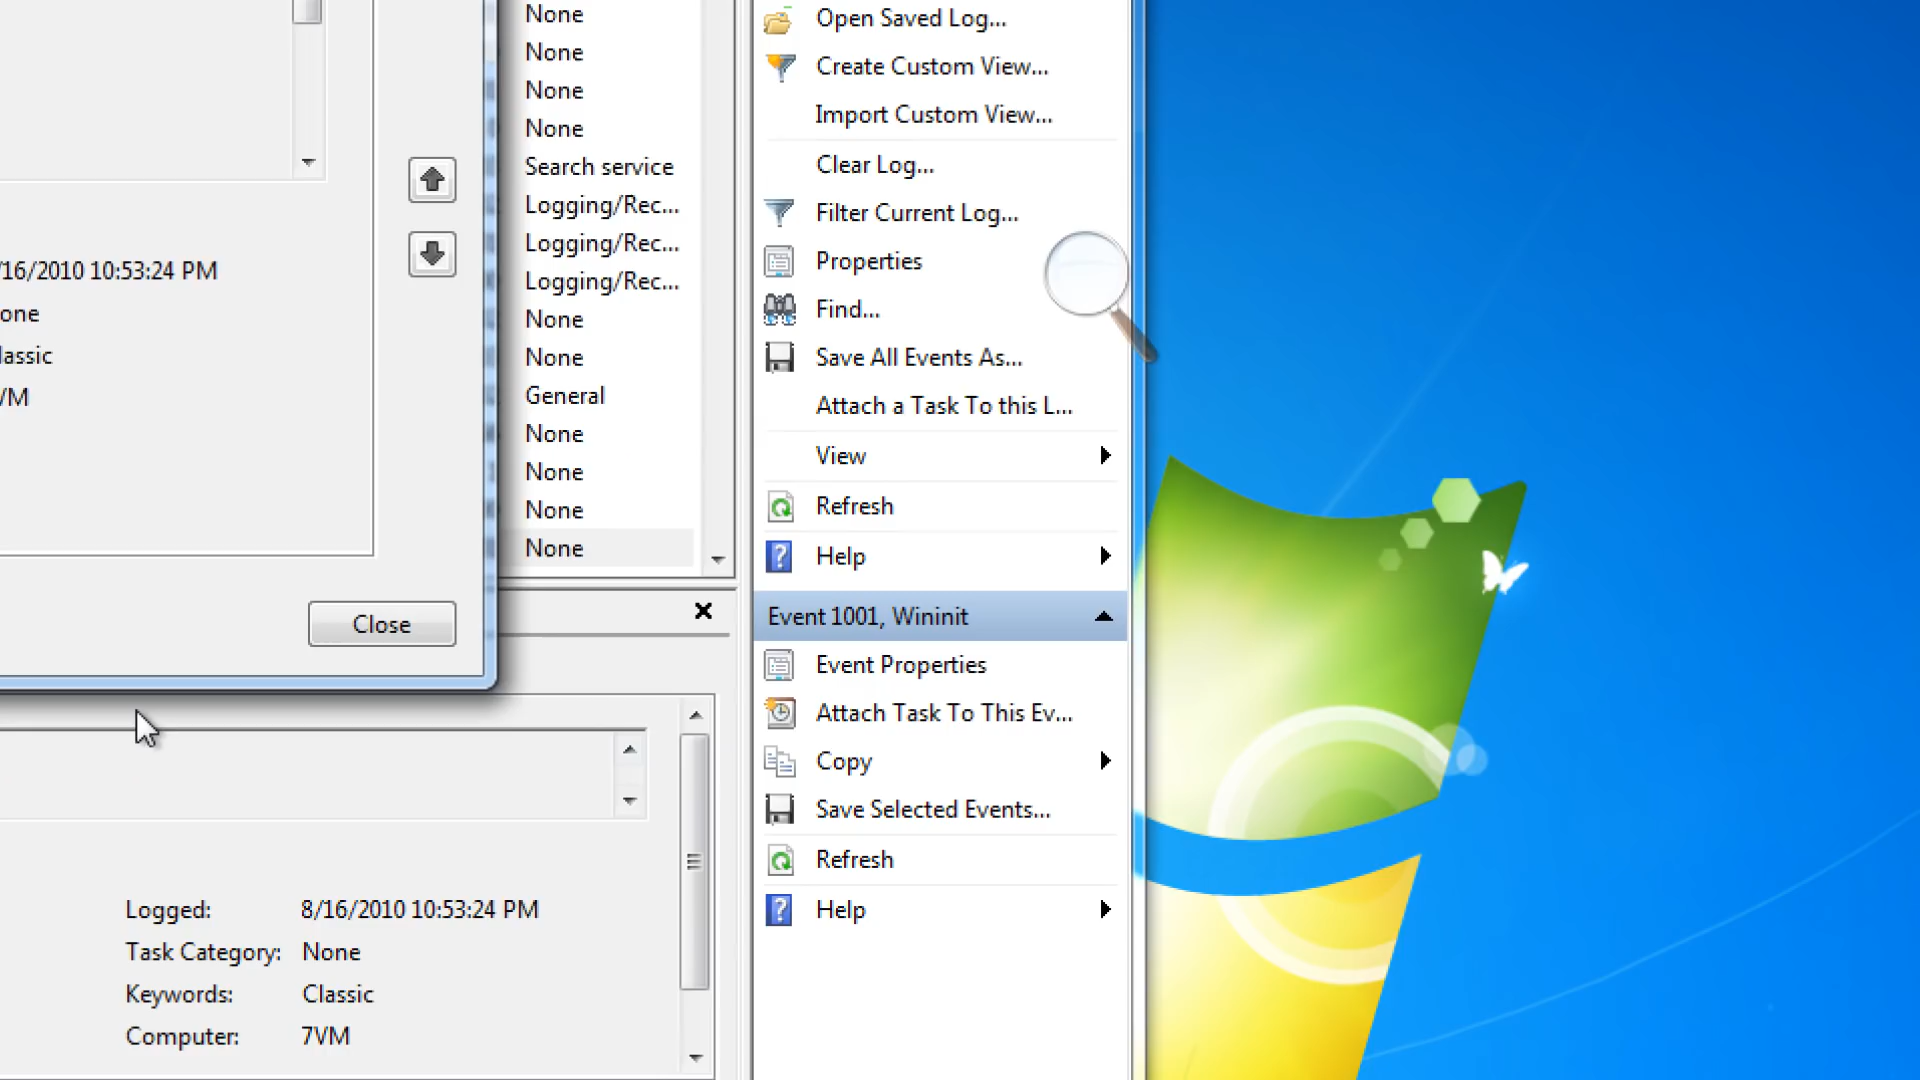 /16/2010 10:53:24 PM
one
lassic
/M
Close
None
None
None
None
Search service
Logging/Rec...
Logging/Rec...
Logging/Rec...
None
None
General
None
None
None
None
Logged: 8/16/2010 10:53:24 PM
Task Category: None
Keywords: Classic
Computer: 7VM
Open Saved Log...
Create Custom View...
Import Custom View...
Clear Log...
Filter Current Log...
Properties
Find...
Save All Events As...
Attach a Task To this L...
View
Refresh
Help
Event 1001, Wininit
Event Properties
Attach Task To This Ev...
Copy
Save Selected Events...
Refresh
Help